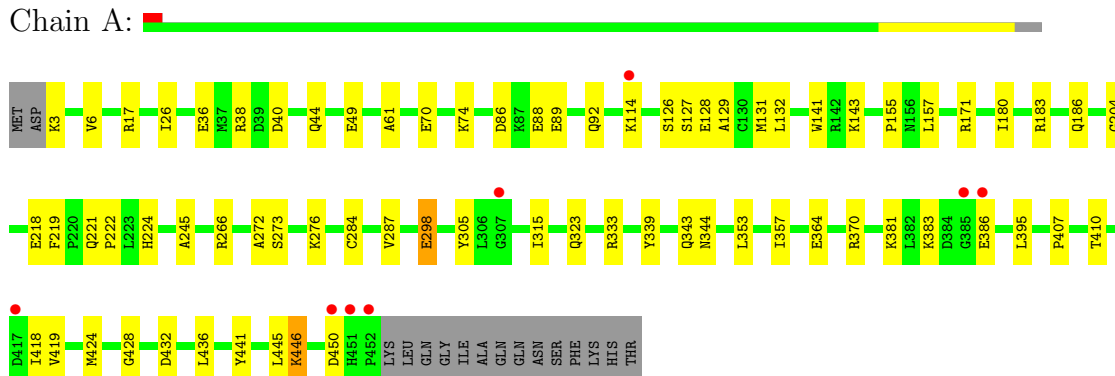 Chain A:
MET ASP K3 V6 R17 I26 E36 M37 R38 D39 D40 Q44 E49 A61 E70 K74 D86 K87 E88 E89 Q92 K114 S126 S127 E128 A129 C130 M131 L132 W141 R142 K143 P155 N156 L157 R171 I180 R183 Q186
E218 F219 P220 Q221 P222 L223 H224 A245 R266 A272 S273 K276 C284 V287 E298 Y305 L306 G307 I315 Q323 R333 Y339 Q343 N344 L353 I357 E364 R370 K381 L382 K383 D384 G385 E386 L395 P407 T410
D417 I418 V419 M424 G428 D432 L436 Y441 L445 K446 D450 H451 P452 LYS LEU GLN GLY ILE ALA GLN GLN ASN SER PHE LYS HIS THR